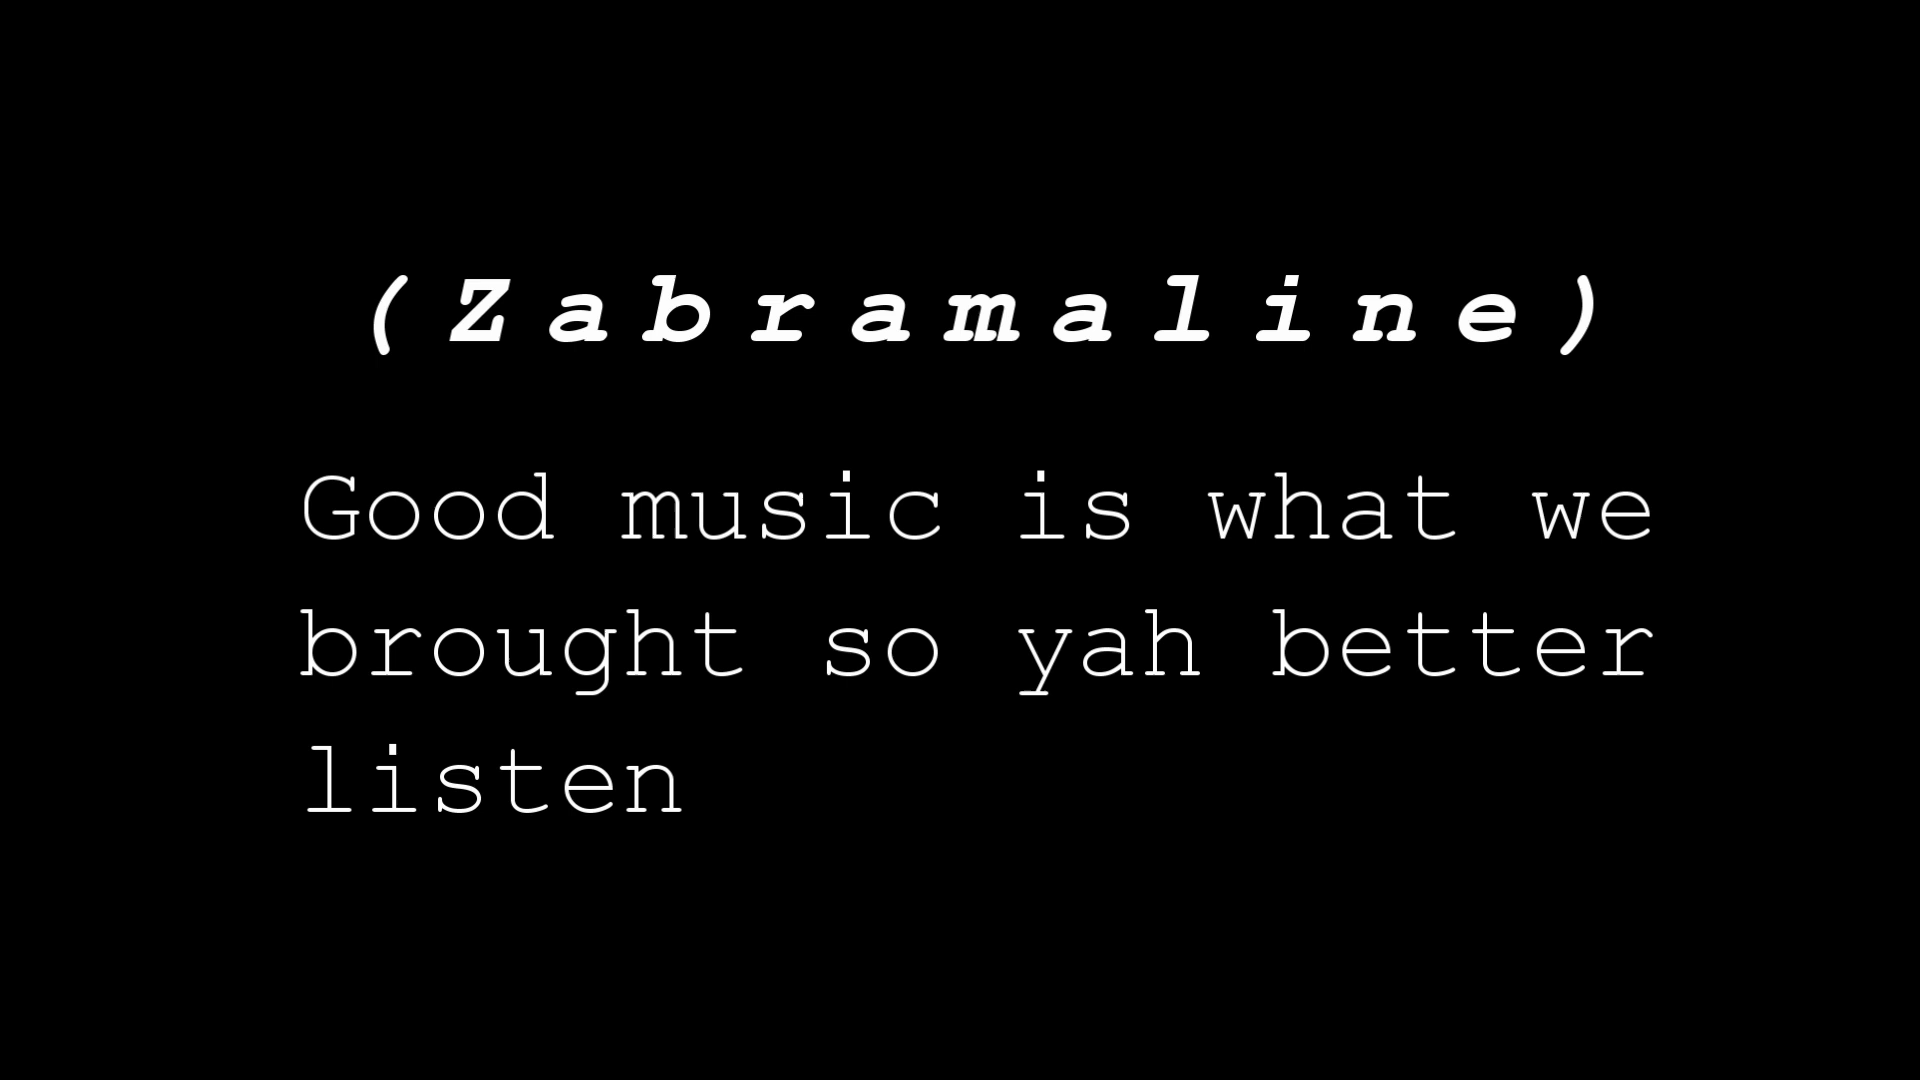 (Zabramaline)
Good music is what we
brought so yah better
listen